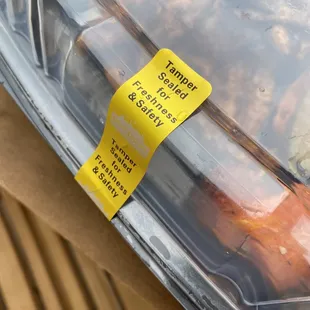 Tamper
Sealed
for
Freshness
& Safety
Tamper
Sealed
for
Freshness
& Safety